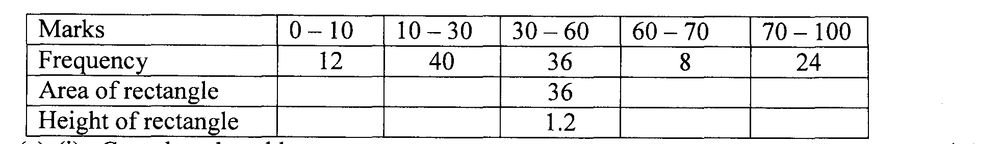 Marks 0 – 10 10 – 30 30 – 60 60 – 70 70 – 100
Frequency 12 40 36 8 24
Area of rectangle 36
Height of rectangle 1.2